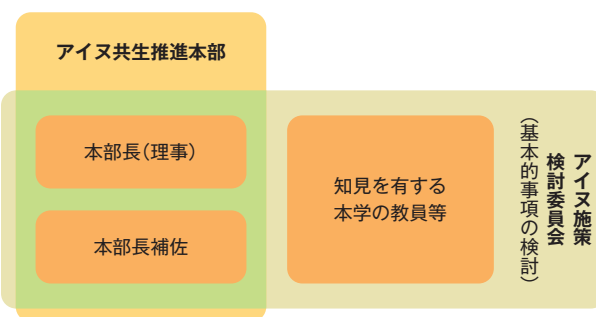 アイヌ共生推進本部
本部長（理事）
本部長補佐
知見を有する
本学の教員等
アイヌ施策
検討委員会
（基本的事項の検討）